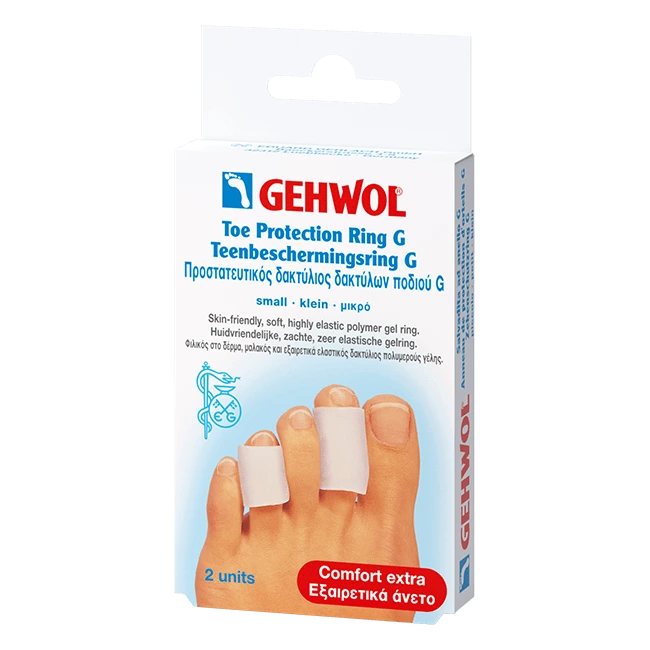 GEHWOL®
Toe Protection Ring G
Teenbeschermingsring G
Προστατευτικός δακτύλιος δακτύλων ποδιού G
small · klein · μικρό
Skin-friendly, soft, highly elastic polymer gel ring.
Huidvriendelijke, zachte, zeer elastische gelring.
Φιλικός στο δέρμα, μαλακός και εξαιρετικά ελαστικός δακτύλιος πολυμερούς γέλης.
E G
2 units
Comfort extra
Εξαιρετικά άνετο
GEHWOL®